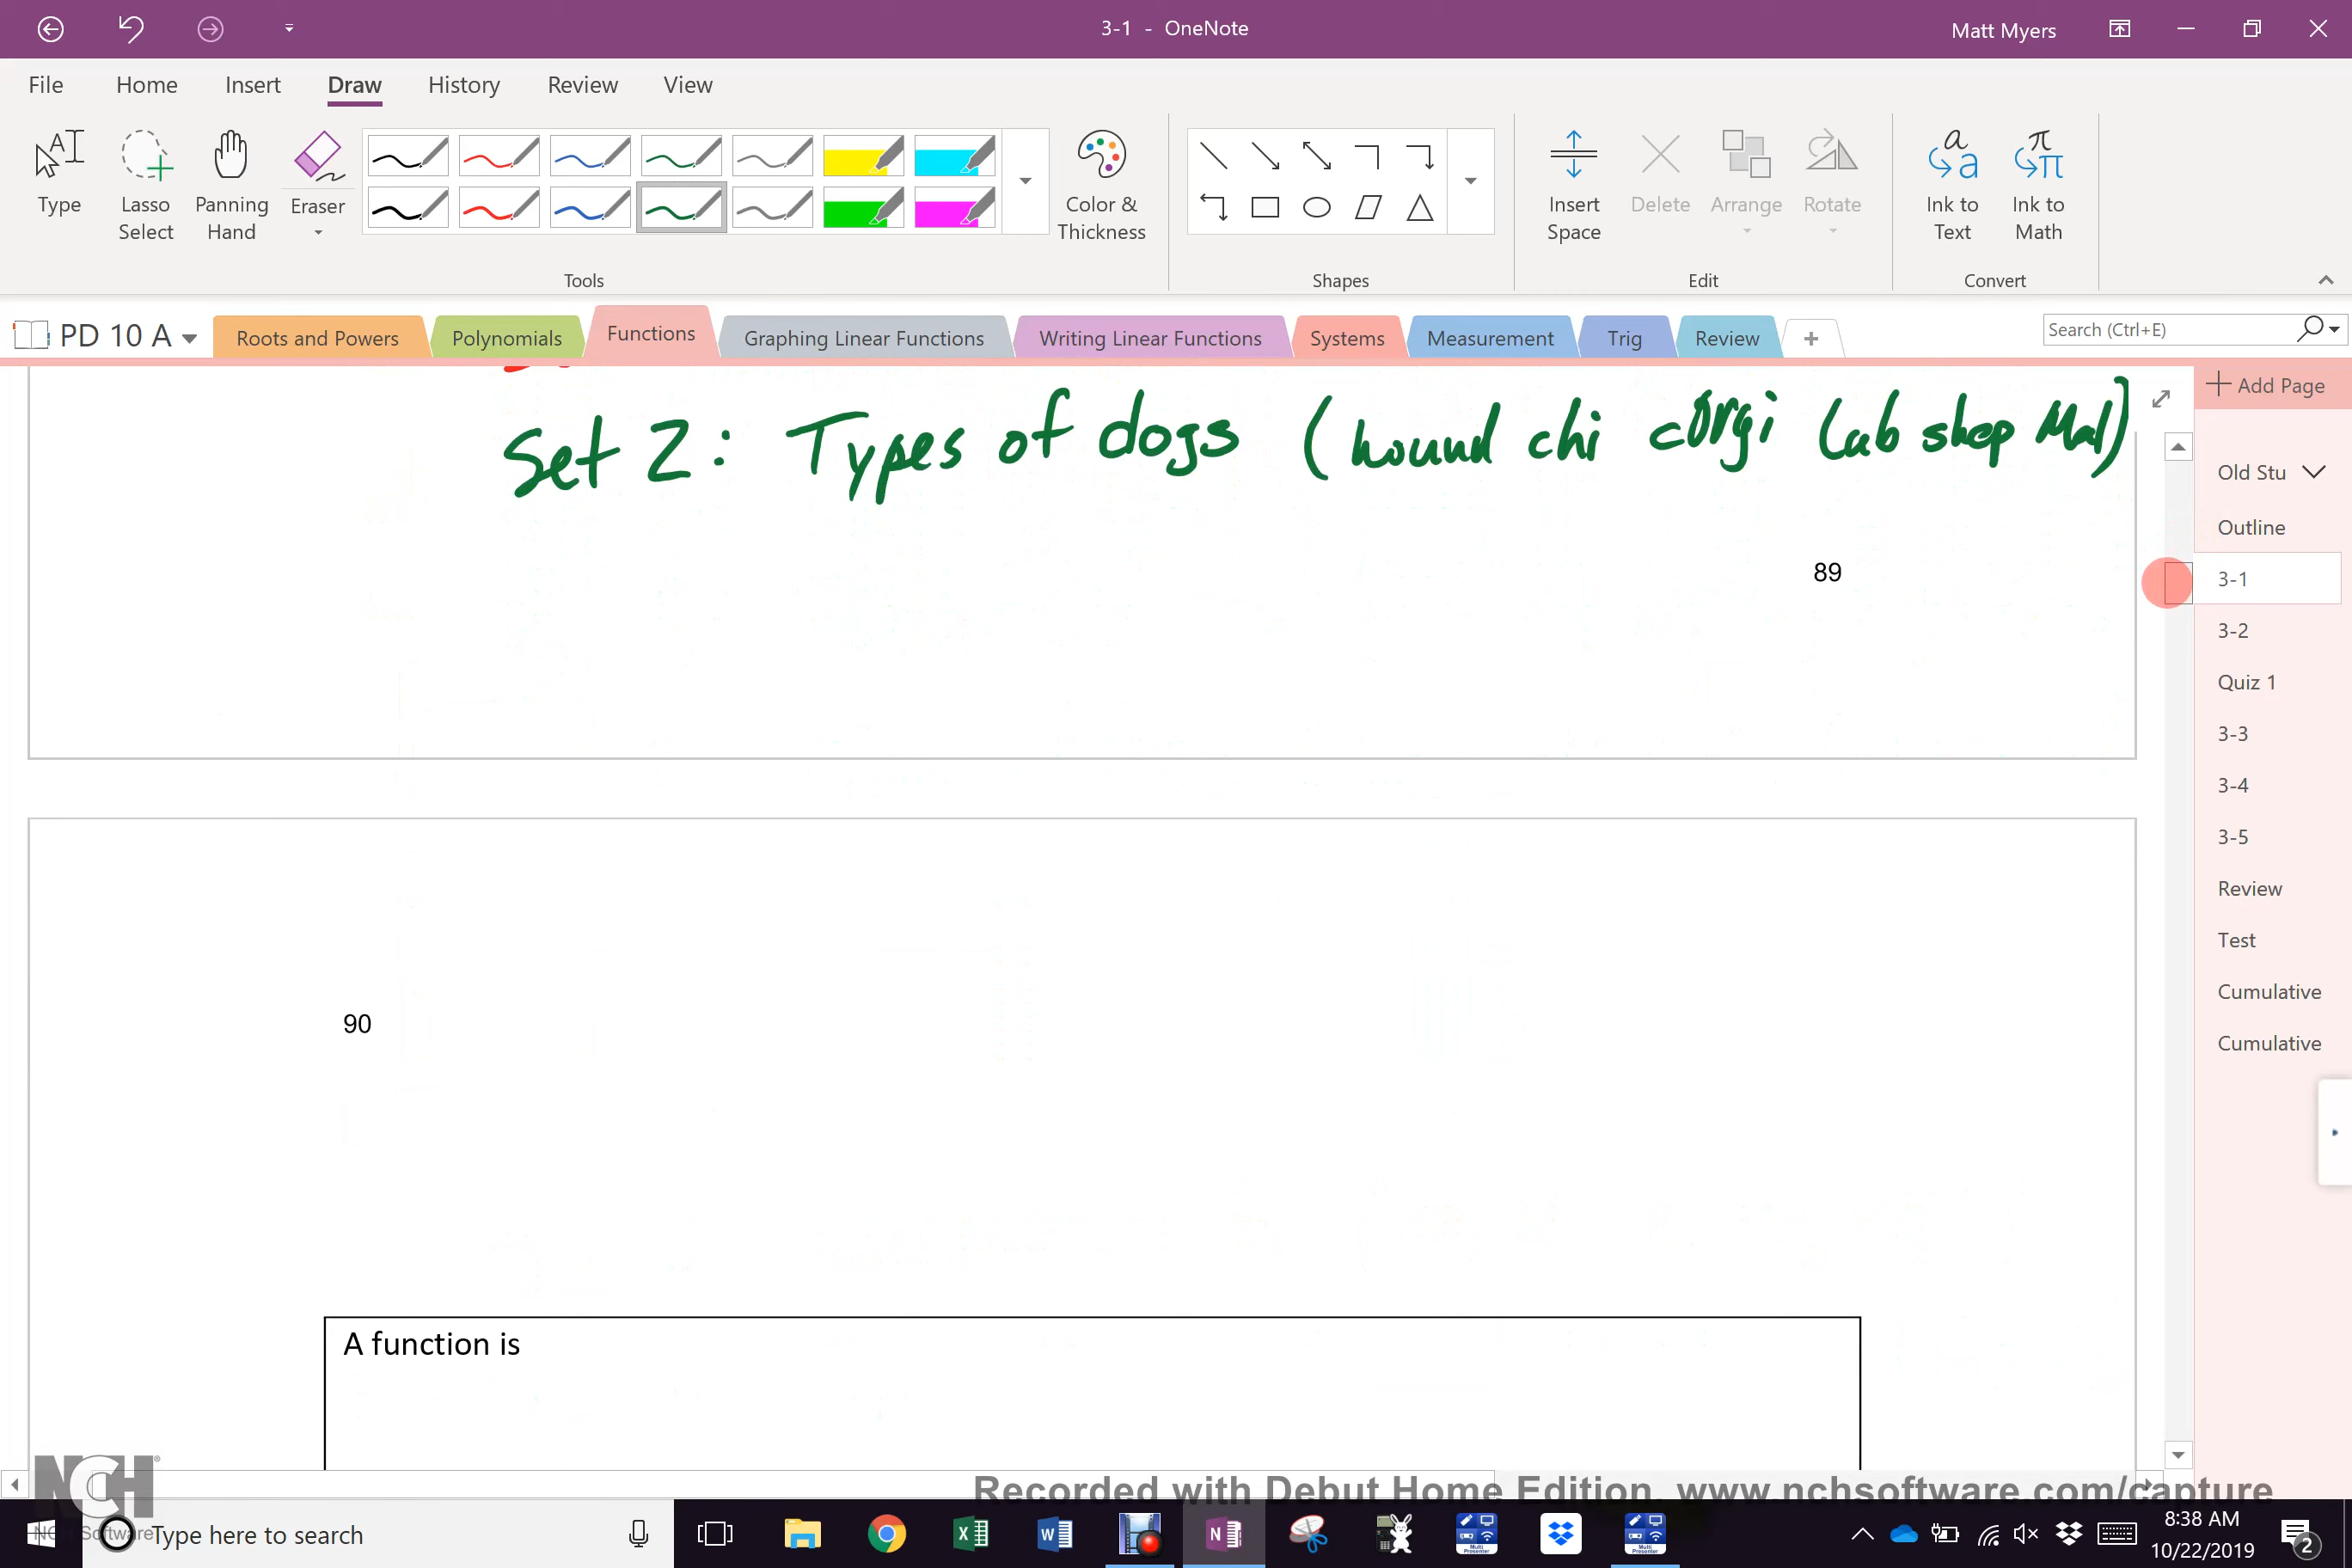 3-1 - OneNote
Matt Myers
File Home Insert Draw History Review View
Type
Lasso Select
Panning Hand
Eraser
Color & Thickness
Insert Space
Delete
Arrange
Rotate
Ink to Text
Ink to Math
Tools
Shapes
Edit
Convert
PD 10 A
Roots and Powers
Polynomials
Functions
Graphing Linear Functions
Writing Linear Functions
Systems
Measurement
Trig
Review
Search (Ctrl+E)
Add Page
Set 2: Types of dogs (hound chi corgi Lab shep Mal)
89
90
A function is
Old Stu
Outline
3-1
3-2
Quiz 1
3-3
3-4
3-5
Review
Test
Cumulative
Cumulative
NCH
NCH Software
Recorded with Debut Home Edition www.nchsoftware.com/capture
Type here to search
8:38 AM
10/22/2019
2